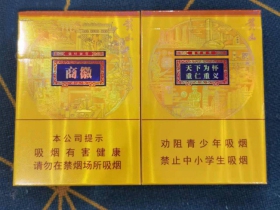 商徽
本公司提示
吸烟有害健康
请勿在禁烟场所吸烟
天下为怀
重仁重义
劝阻青少年吸烟
禁止中小学生吸烟